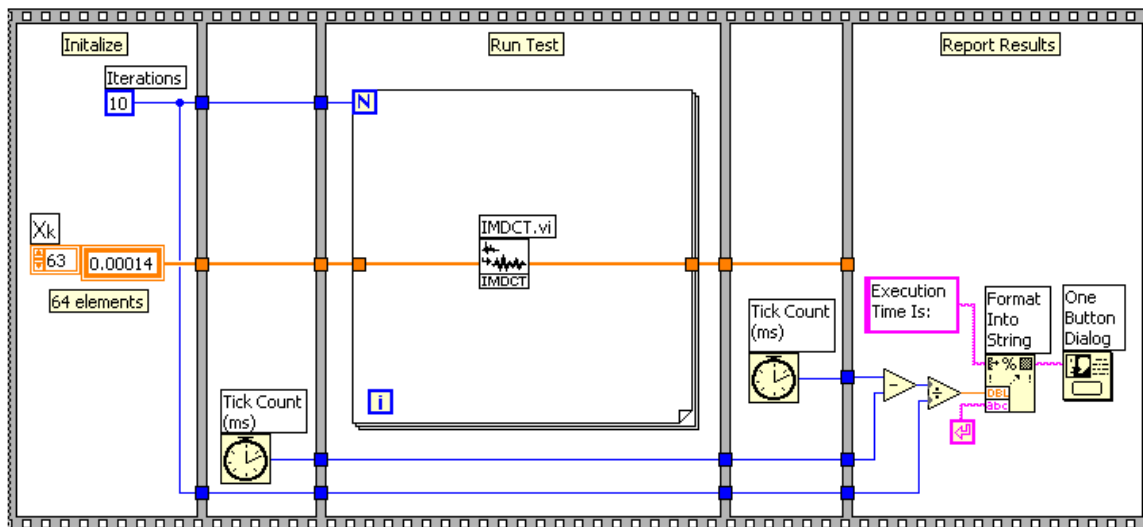 Initalize
Run Test
Report Results
Iterations
10
N
Xk
63
0.00014
64 elements
IMDCT.vi
IMDCT
i
Tick Count
(ms)
Tick Count
(ms)
Execution
Time Is:
Format
Into
String
One
Button
Dialog
%
DBL
abc
-
÷